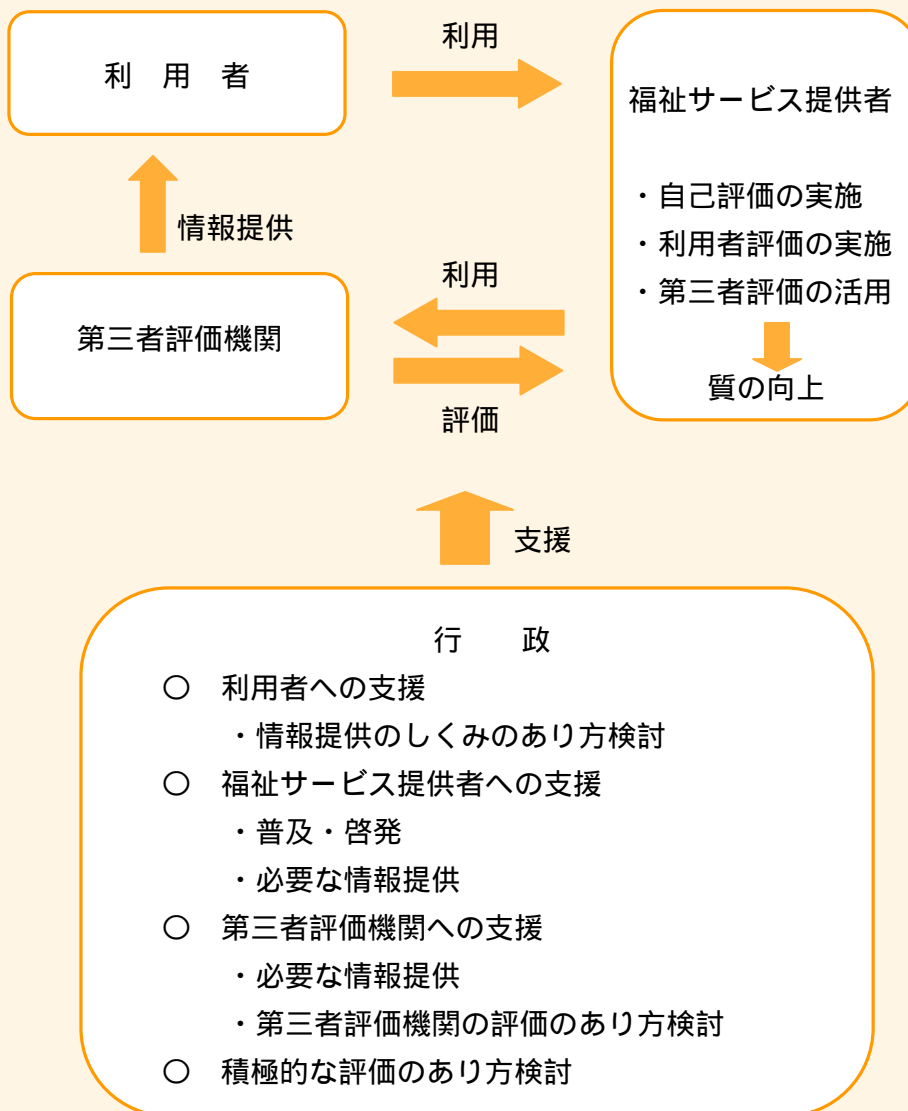 利　用　者
利用
福祉サービス提供者
・自己評価の実施
・利用者評価の実施
・第三者評価の活用
質の向上
情報提供
第三者評価機関
利用
評価
支援
行　　政
○　利用者への支援
・情報提供のしくみのあり方検討
○　福祉サービス提供者への支援
・普及・啓発
・必要な情報提供
○　第三者評価機関への支援
・必要な情報提供
・第三者評価機関の評価のあり方検討
○　積極的な評価のあり方検討